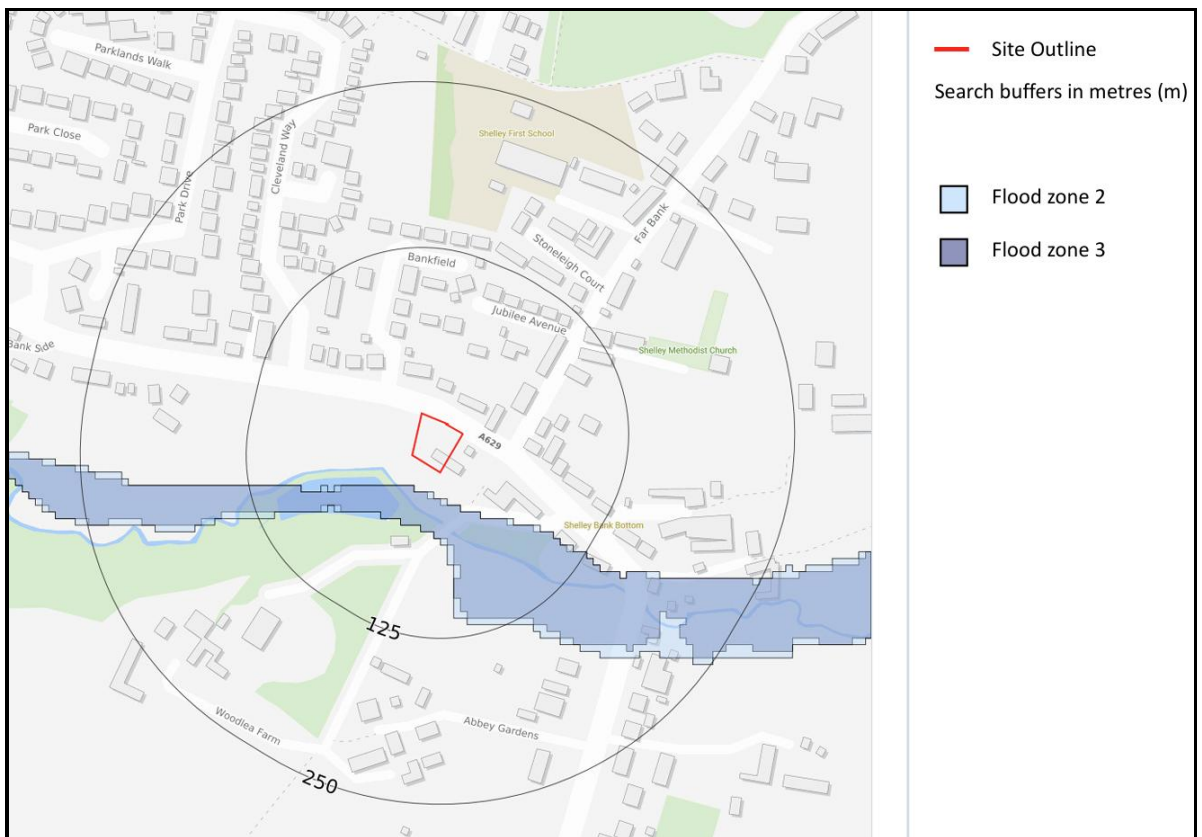 Parklands Walk
Park Close
Park Drive
Cleveland Way
Shelley First School
Far Bank
Stoneleigh Court
Bankfield
Jubilee Avenue
Shelley Methodist Church
Bank Side
A629
Shelley Bank Bottom
125
Woodlea Farm
Abbey Gardens
250
Site Outline
Search buffers in metres (m)
Flood zone 2
Flood zone 3